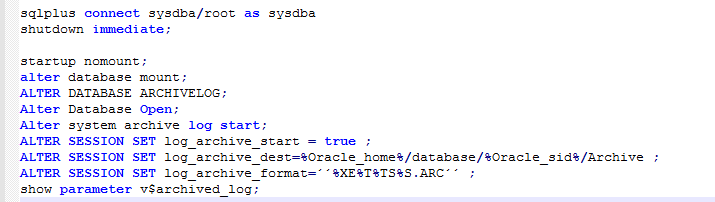 sqlplus connect sysdba/root as sysdba
shutdown immediate;
startup nomount;
alter database mount;
ALTER DATABASE ARCHIVELOG;
Alter Database Open;
Alter system archive log start;
ALTER SESSION SET log_archive_start = true ;
ALTER SESSION SET log_archive_dest=%Oracle_home%/database/%Oracle_sid%/Archive ;
ALTER SESSION SET log_archive_format=´´%XE%T%TS%S.ARC´´ ;
show parameter v$archived_log;